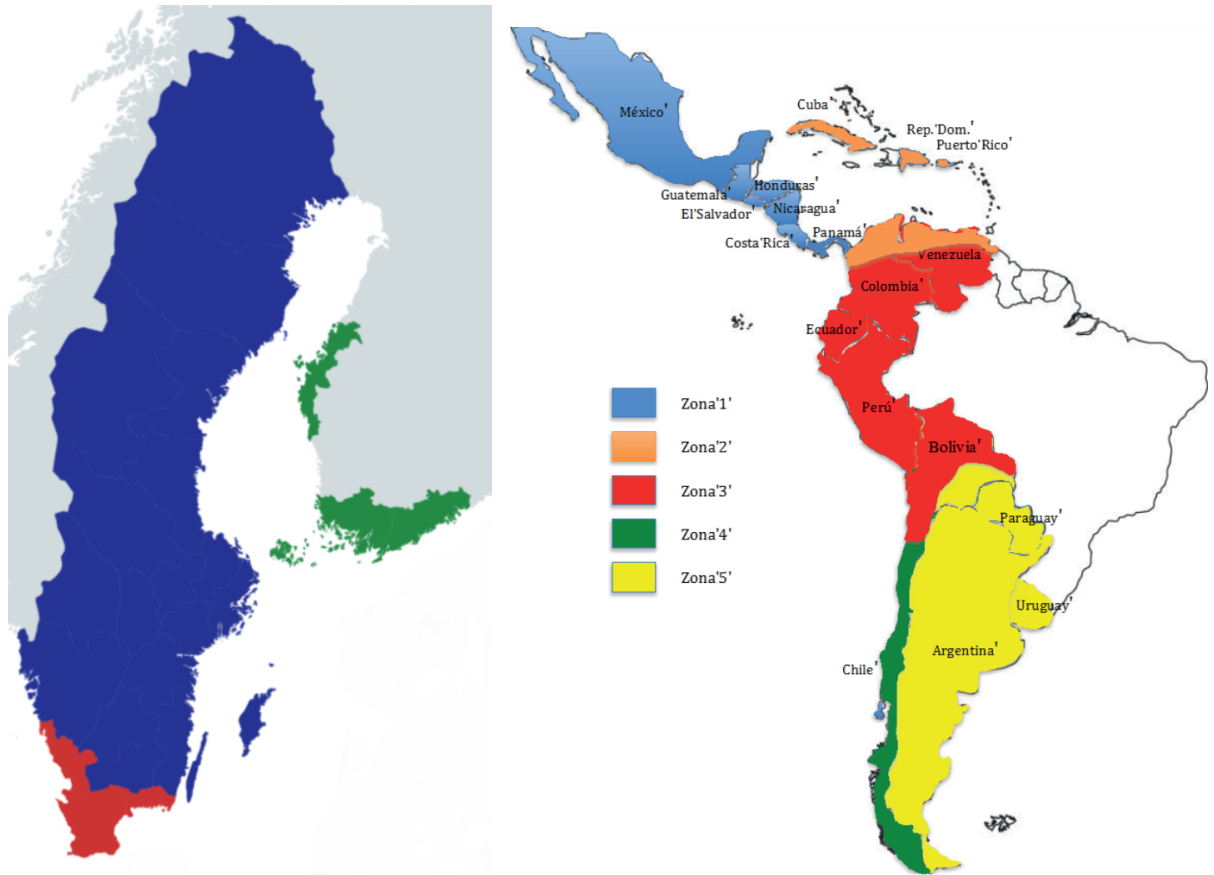 México'
Cuba'
Rep.'Dom.'
Puerto'Rico'
Guatemala'
Honduras'
El'Salvador'
Nicaragua'
Costa'Rica'
Panamá'
Venezuela
Colombia'
Ecuador'
Perú'
Bolivia'
Paraguay'
Uruguay'
Argentina'
Chile'
Zona'1'
Zona'2'
Zona'3'
Zona'4'
Zona'5'